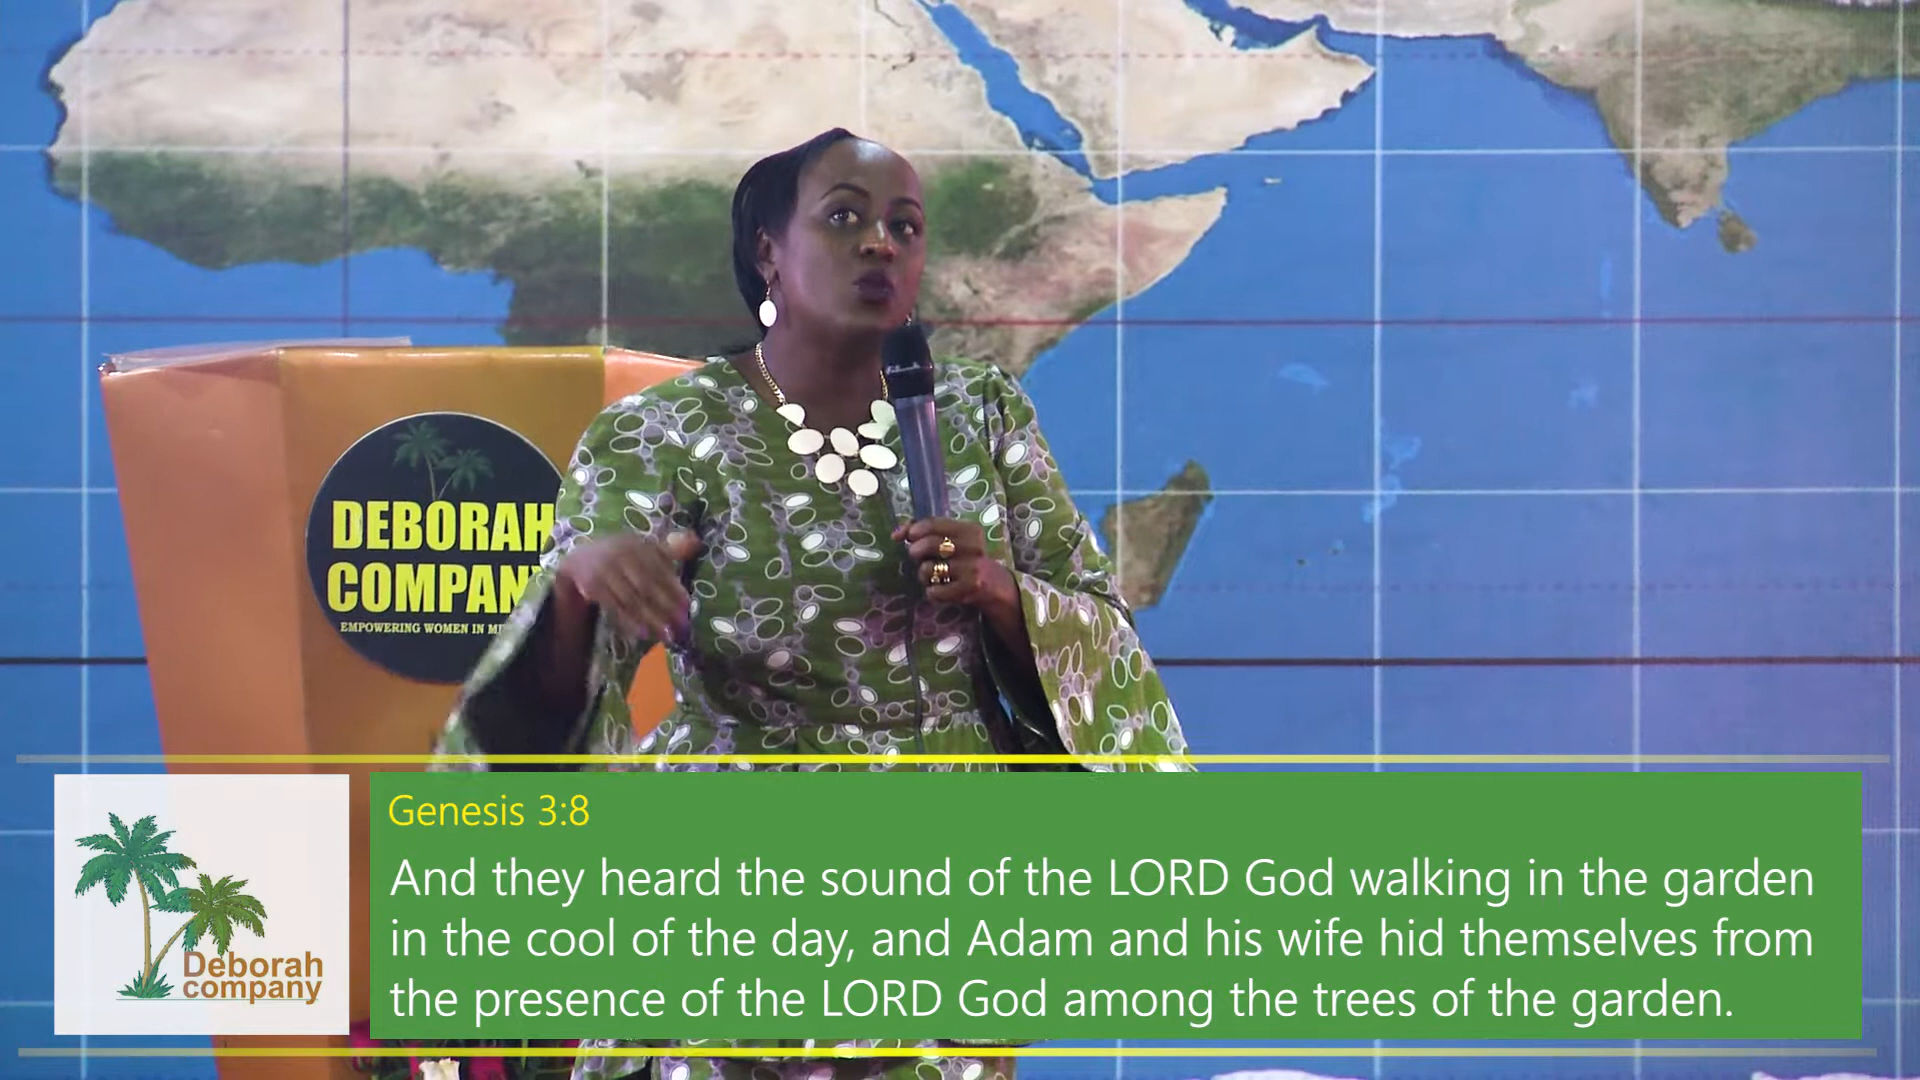 DEBORAH
COMPANY
EMPOWERING WOMEN IN
Genesis 3:8
And they heard the sound of the LORD God walking in the garden
in the cool of the day, and Adam and his wife hid themselves from
the presence of the LORD God among the trees of the garden.
Deborah
company